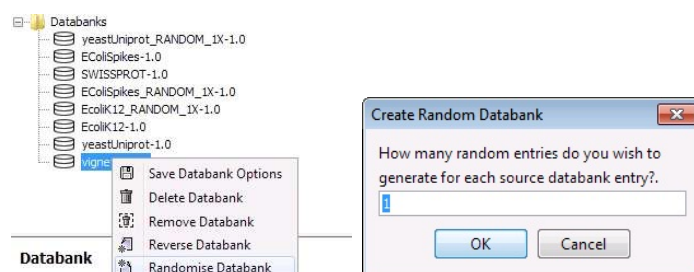 Databanks
yeastUniprot_RANDOM_1X-1.0
EColiSpikes-1.0
SWISSPROT-1.0
EColiSpikes_RANDOM_1X-1.0
EcoliK12_RANDOM_1X-1.0
EcoliK12-1.0
yeastUniprot-1.0
Save Databank Options
Delete Databank
Remove Databank
Reverse Databank
Randomise Databank
Databank
Create Random Databank
How many random entries do you wish to
generate for each source databank entry?.
1
OK Cancel